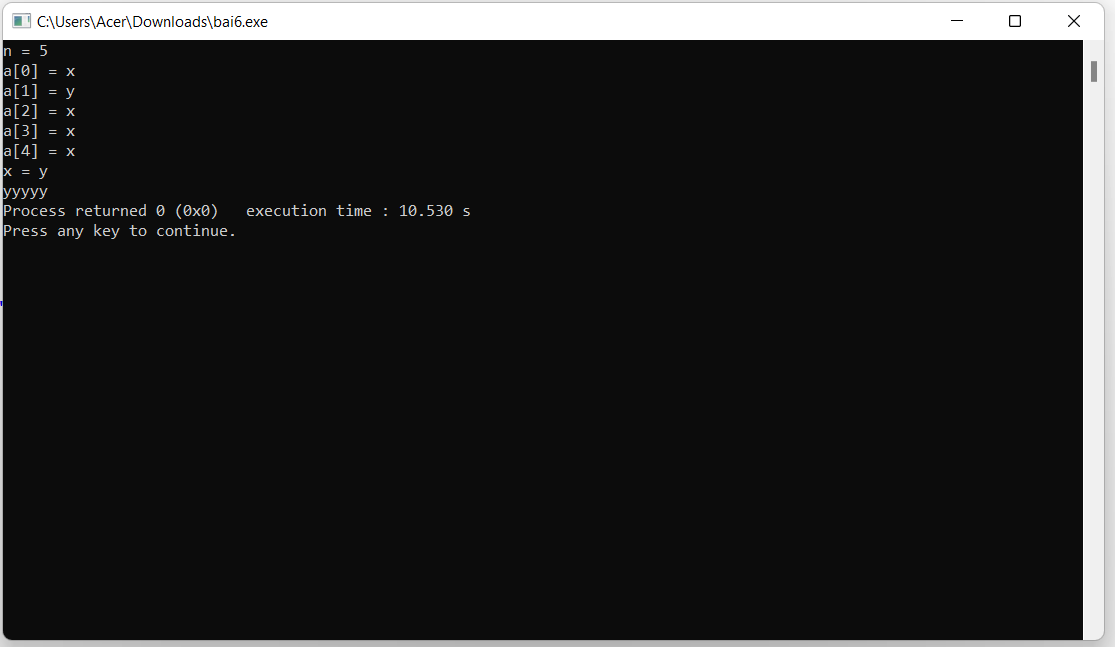 C:\Users\Acer\Downloads\bai6.exe
n = 5
a[0] = x
a[1] = y
a[2] = x
a[3] = x
a[4] = x
x = y
yyyyy
Process returned 0 (0x0)   execution time : 10.530 s
Press any key to continue.